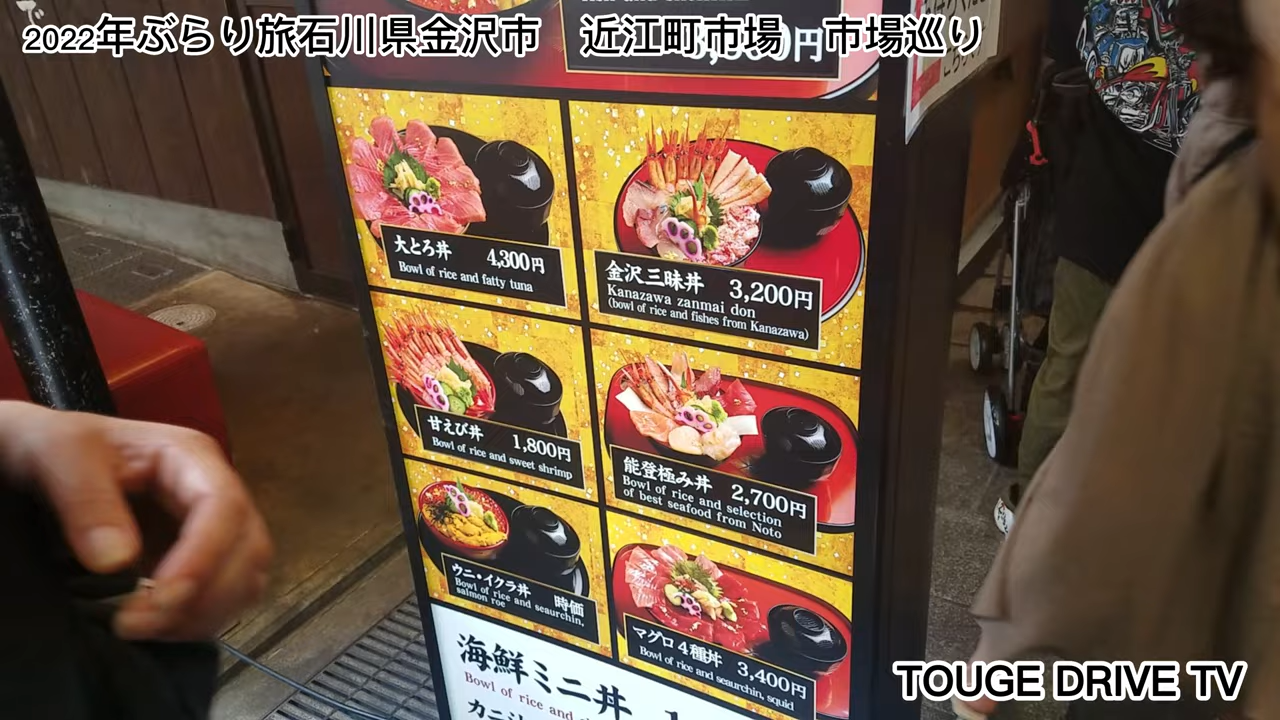 2022年ぶらり旅石川県金沢市　近江町市場　市場巡り
大とろ丼 4,300円
Bowl of rice and fatty tuna
金沢三昧丼 3,200円
Kanazawa zanmai don
(bowl of rice and fishes from Kanazawa)
甘えび丼 1,800円
Bowl of rice and sweet shrimp
能登極み丼 2,700円
Bowl of rice and selection
of best seafood from Noto
ウニ・イクラ丼 時価
Bowl of rice and seaurchin,
salmon roe
マグロ4種丼 3,400円
Bowl of rice and seaurchin, squid
海鮮ミニ丼
Bowl of rice and
TOUGE DRIVE TV